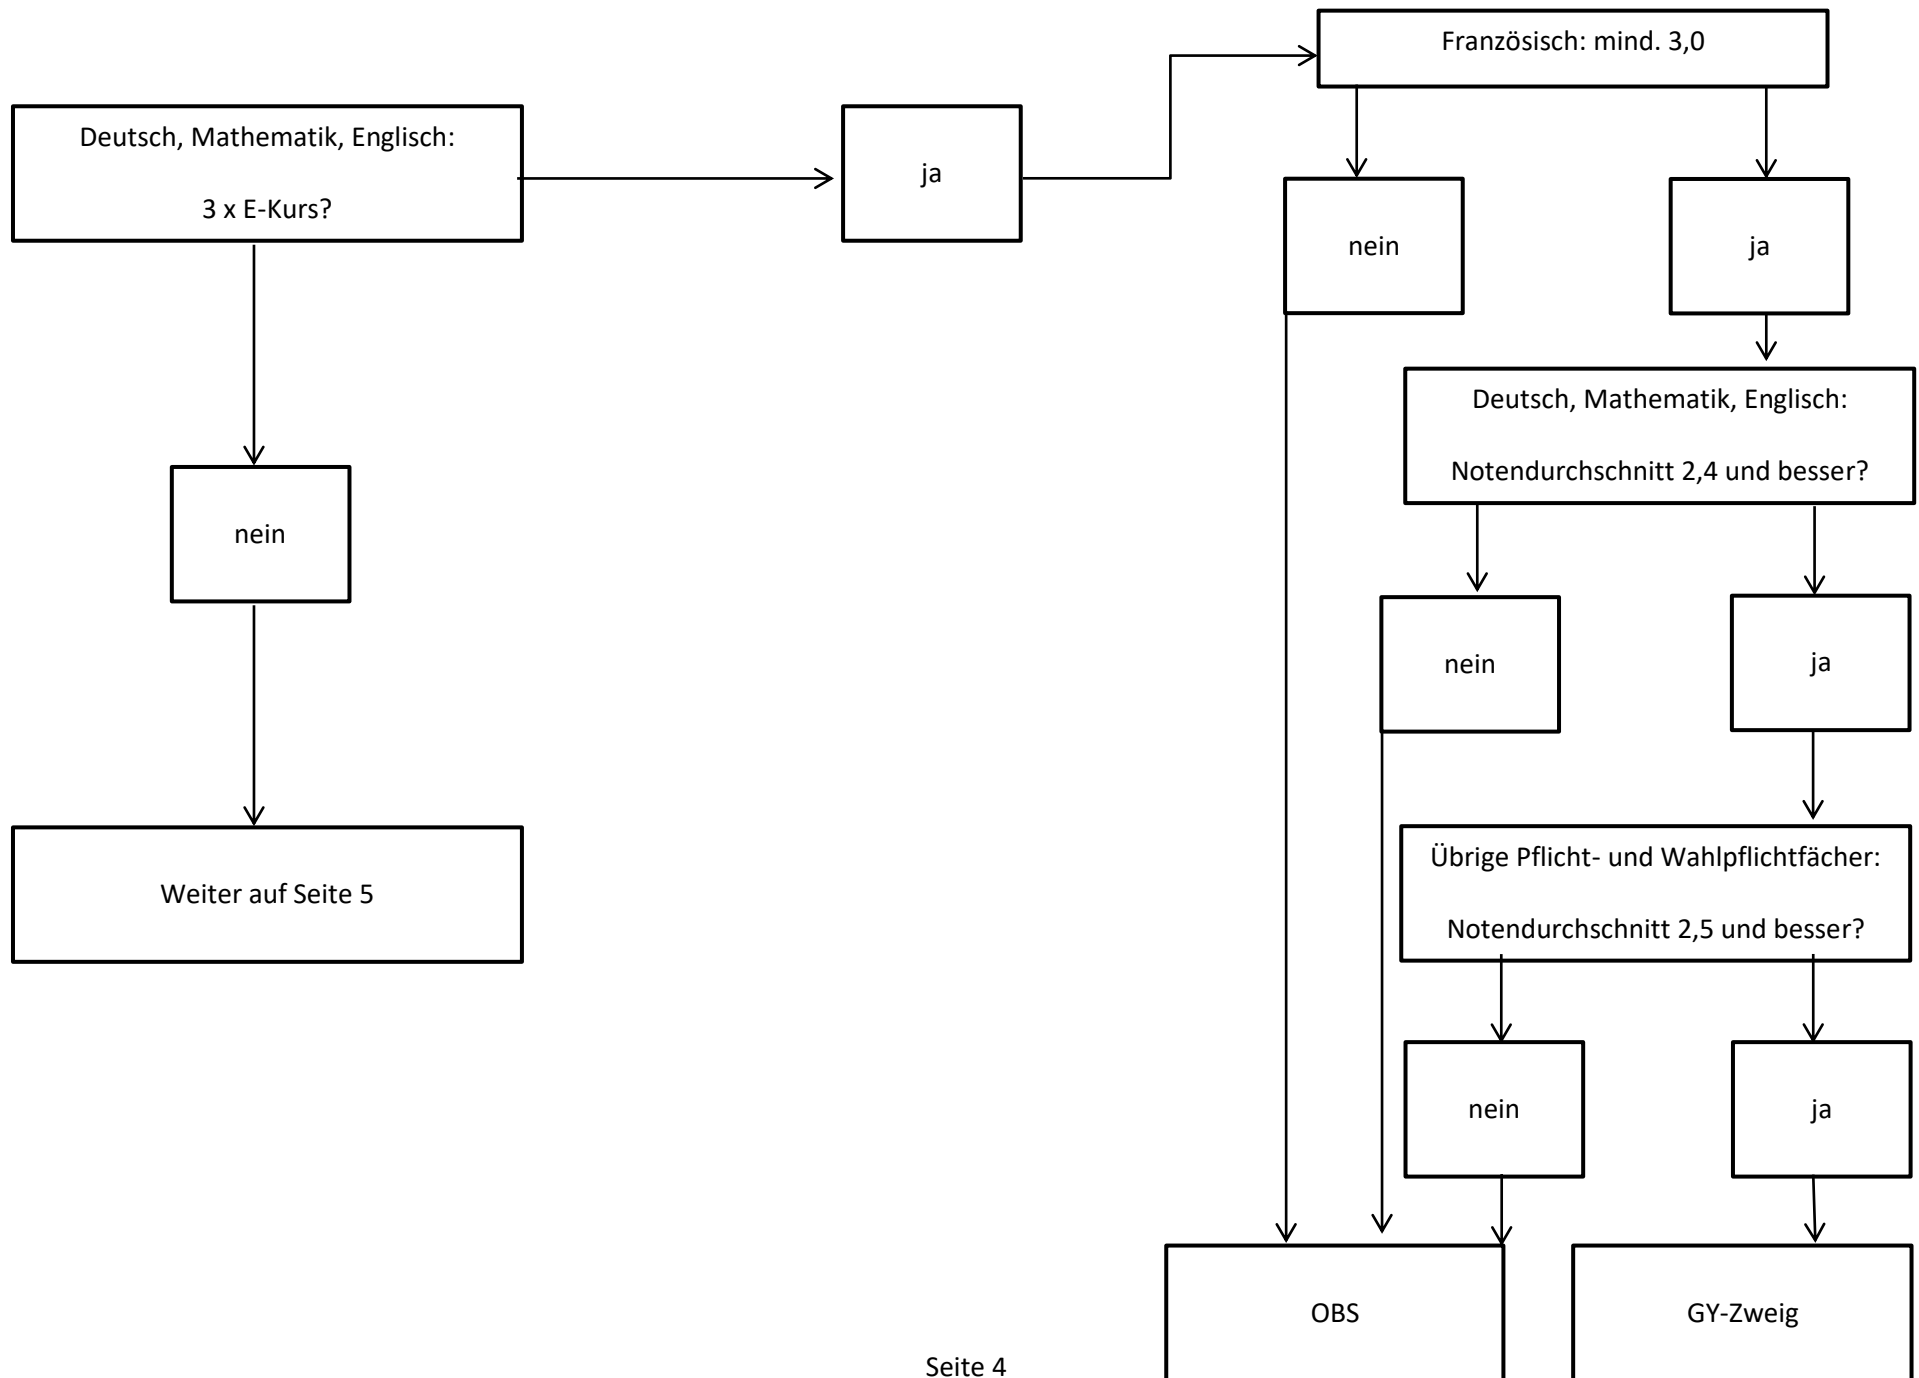 Französisch: mind. 3,0
Deutsch, Mathematik, Englisch:
3 x E-Kurs?
ja
nein
ja
Deutsch, Mathematik, Englisch:
Notendurchschnitt 2,4 und besser?
nein
nein
ja
Übrige Pflicht- und Wahlpflichtfächer:
Notendurchschnitt 2,5 und besser?
Weiter auf Seite 5
nein
ja
OBS
GY-Zweig
Seite 4